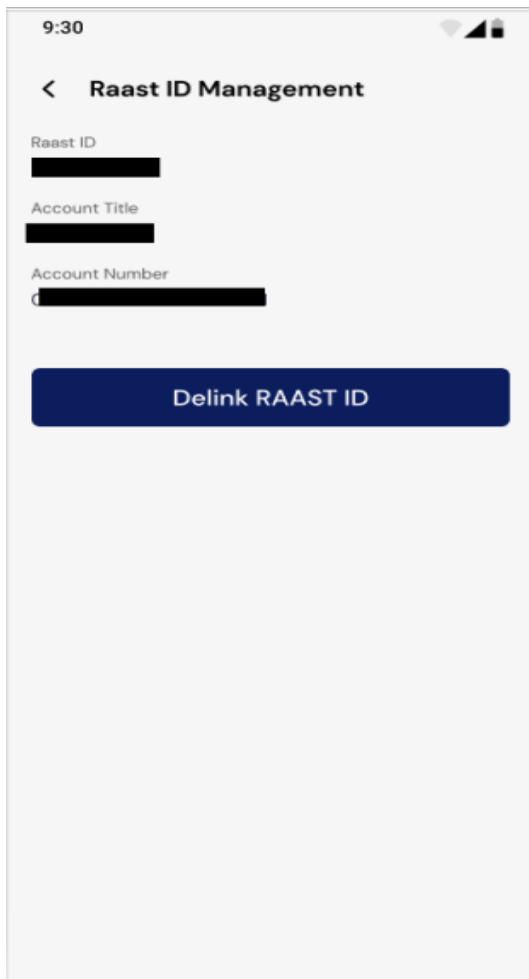 9:30
Raast ID Management
Raast ID
Account Title
Account Number
Delink RAAST ID